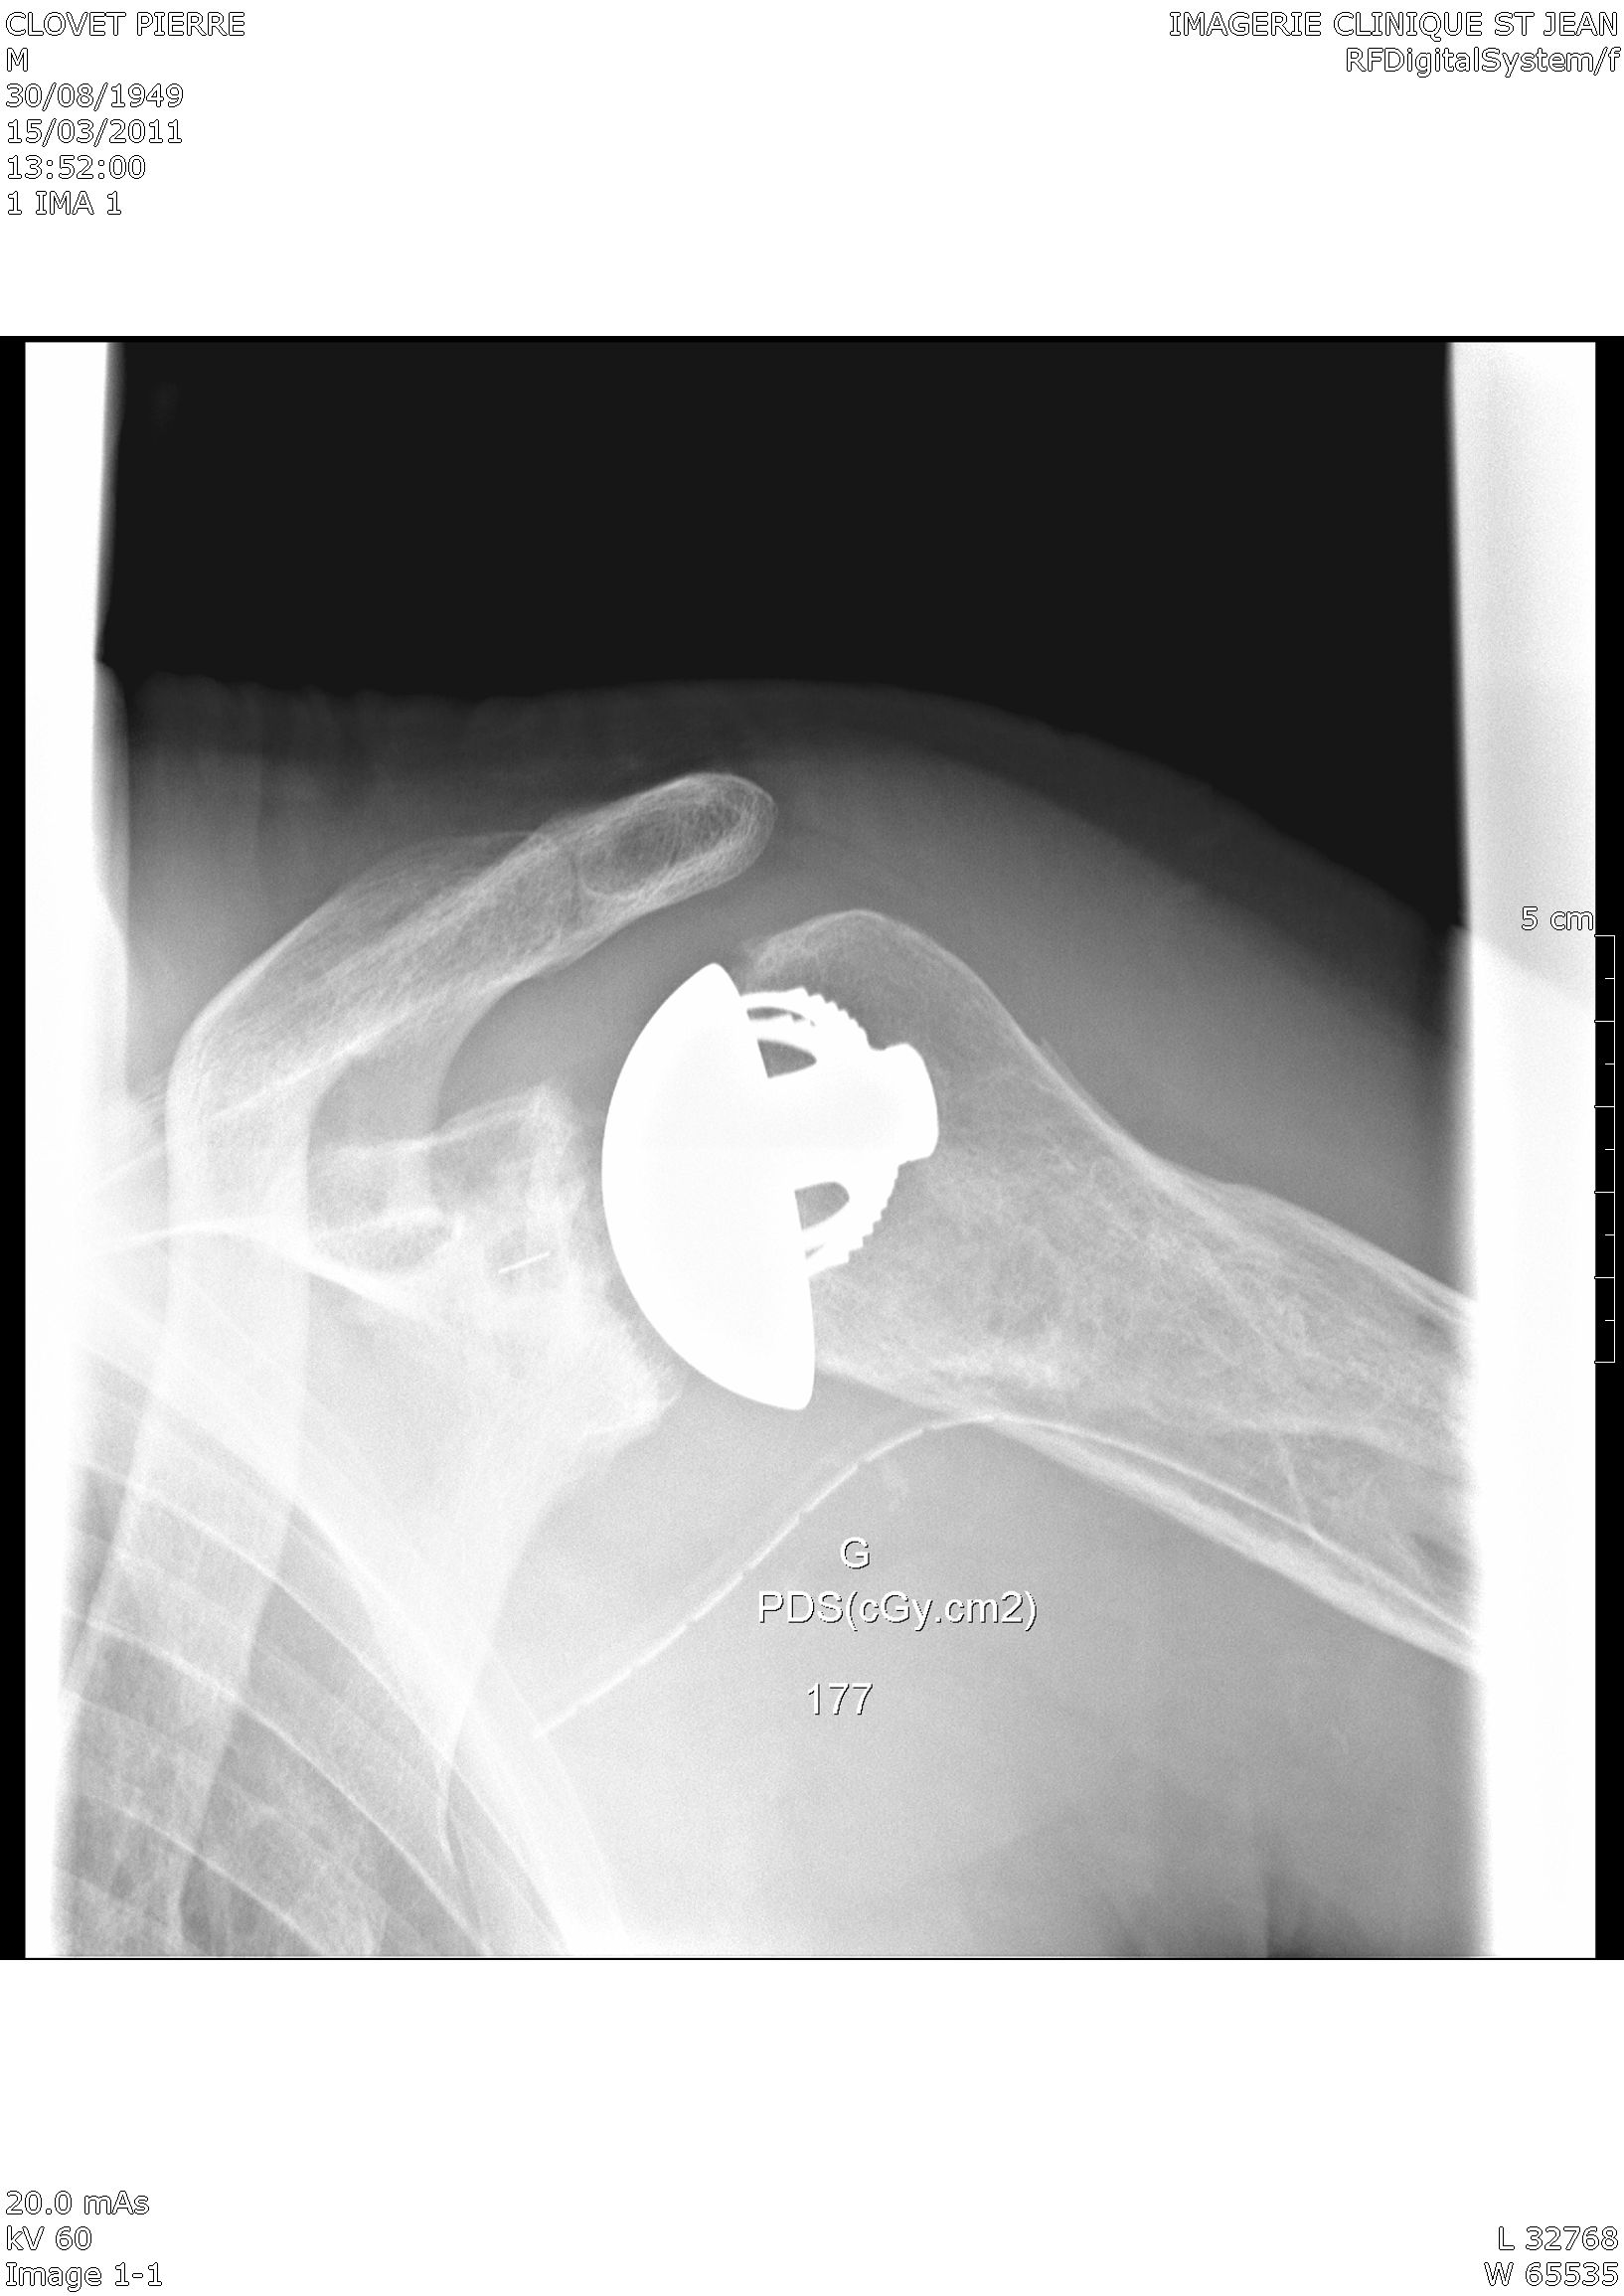 CLOVET PIERRE
M
30/08/1949
15/03/2011
13:52:00
1 IMA 1
IMAGERIE CLINIQUE ST JEAN
RFDigitalSystem/f
5 cm
G
PDS(cGy.cm2)
177
20.0 mAs
kV 60
Image 1-1
L 32768
W 65535